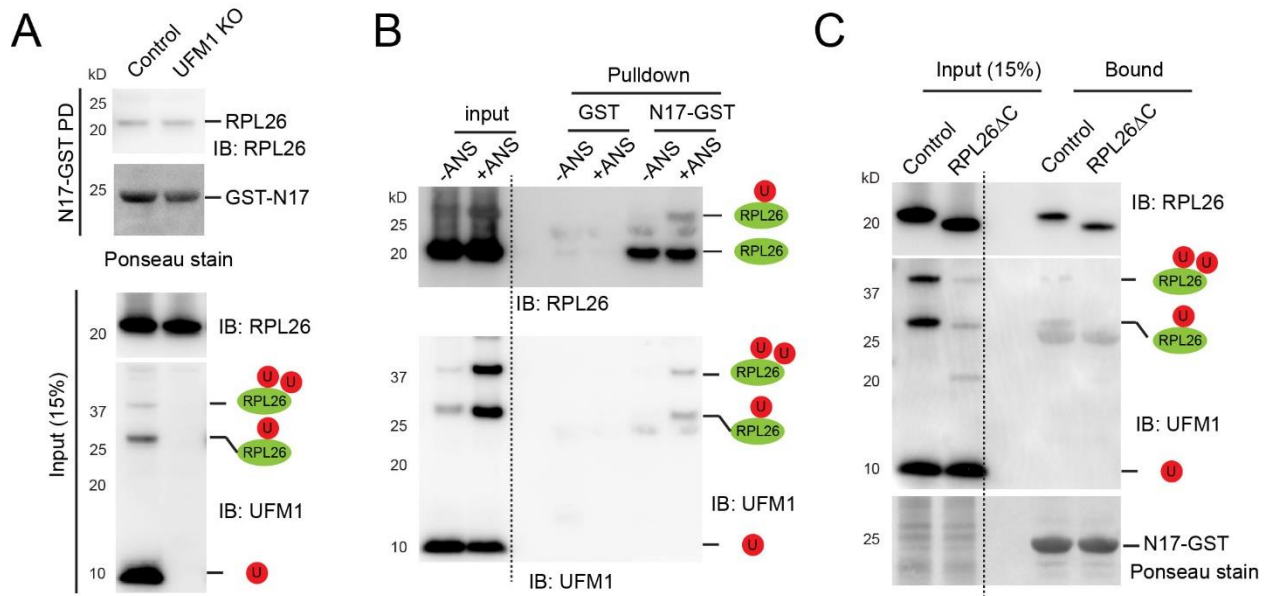 A
Control
UFM1 KO
kD
N17-GST PD
25
20
RPL26
IB: RPL26
25
GST-N17
Ponseau stain
Input (15%)
20
IB: RPL26
U U
RPL26
37
U
RPL26
25
20
IB: UFM1
10
U
B
Pulldown
input
GST
N17-GST
-ANS
+ANS
-ANS
+ANS
-ANS
+ANS
kD
U
RPL26
25
RPL26
20
IB: RPL26
U U
RPL26
37
U
RPL26
25
20
IB: UFM1
10
U
IB: UFM1
C
Input (15%)
Bound
Control
RPL26ΔC
Control
RPL26ΔC
kD
IB: RPL26
20
U U
RPL26
37
U
RPL26
25
20
IB: UFM1
10
U
25
N17-GST
Ponseau stain